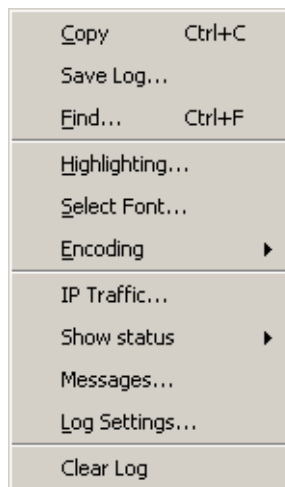 Copy Ctrl+C
Save Log...
Find... Ctrl+F
Highlighting...
Select Font...
Encoding
IP Traffic...
Show status
Messages...
Log Settings...
Clear Log